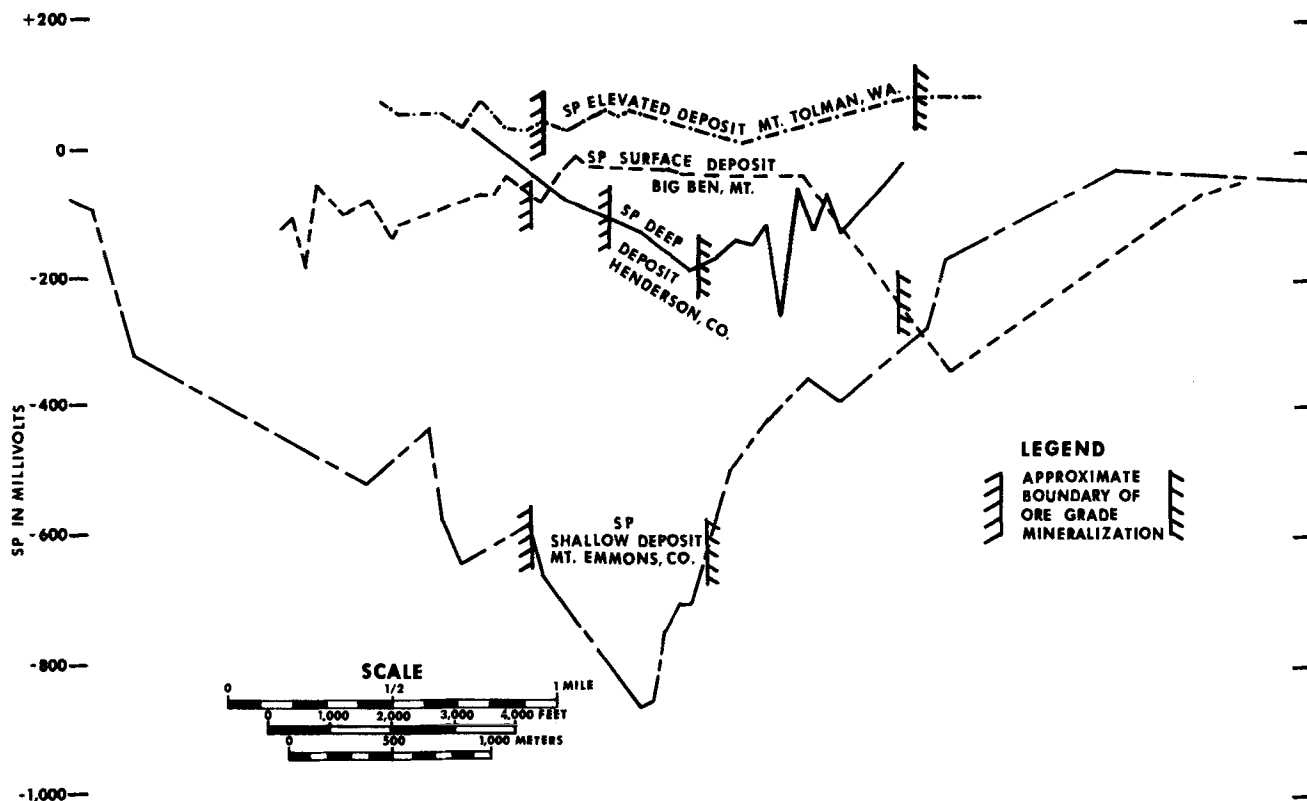 +200
0
-200
-400
-600
-800
-1,000
SP IN MILLIVOLTS
SP ELEVATED DEPOSIT MT. TOLMAN, WA.
SP SURFACE DEPOSIT
BIG BEN, MT.
SP DEEP
DEPOSIT
HENDERSON, CO.
SP
SHALLOW DEPOSIT
MT. EMMONS, CO.
LEGEND
APPROXIMATE
BOUNDARY OF
ORE GRADE
MINERALIZATION
SCALE
0 1/2 1 MILE
0 1,000 2,000 3,000 4,000 FEET
0 500 1,000 METERS